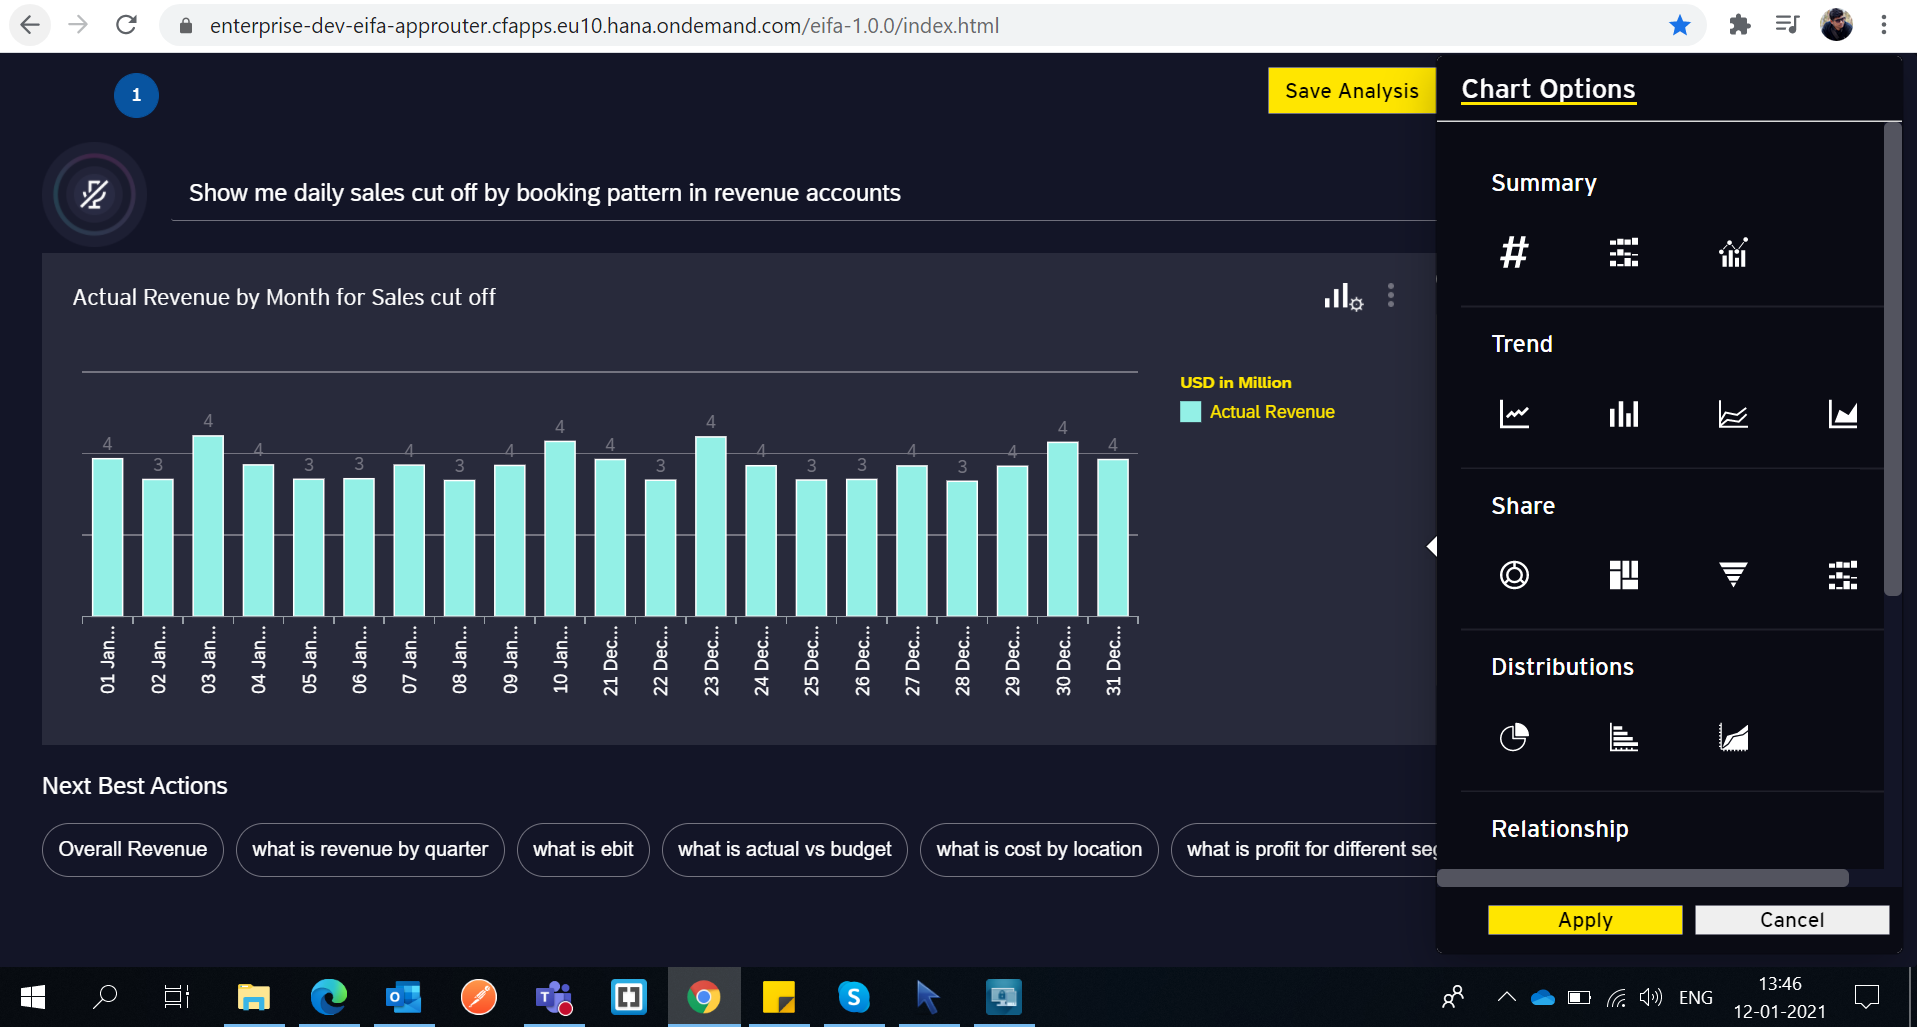 enterprise-dev-eifa-approuter.cfapps.eu10.hana.ondemand.com/eifa-1.0.0/index.html
1
Save Analysis
Chart Options
Show me daily sales cut off by booking pattern in revenue accounts
Summary
Actual Revenue by Month for Sales cut off
Trend
USD in Million
Actual Revenue
4 3 4 4 3 3 4 3 4 4 4 3 4 4 3 3 4 3 4 4 4
01 Jan... 02 Jan... 03 Jan... 04 Jan... 05 Jan... 06 Jan... 07 Jan... 08 Jan... 09 Jan... 10 Jan... 21 Dec... 22 Dec... 23 Dec... 24 Dec... 25 Dec... 26 Dec... 27 Dec... 28 Dec... 29 Dec... 30 Dec... 31 Dec...
Share
Distributions
Relationship
Next Best Actions
Overall Revenue
what is revenue by quarter
what is ebit
what is actual vs budget
what is cost by location
what is profit for different seg
Apply
Cancel
ENG
13:46
12-01-2021